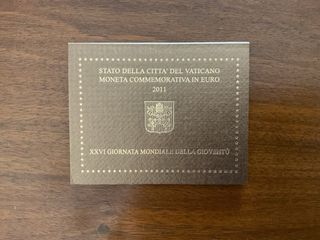 STATO DELLA CITTA' DEL VATICANO
MONETA COMMEMORATIVA IN EURO
2011
XXVI GIORNATA MONDIALE DELLA GIOVENTÙ